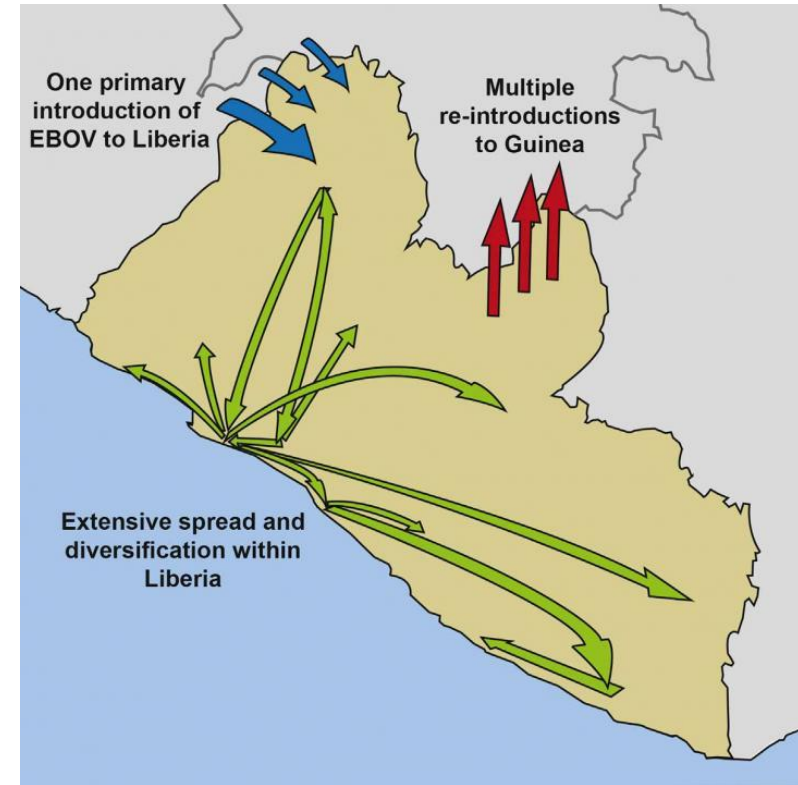 One primary
introduction of
EBOV to Liberia
Multiple
re-introductions
to Guinea
Extensive spread and
diversification within
Liberia